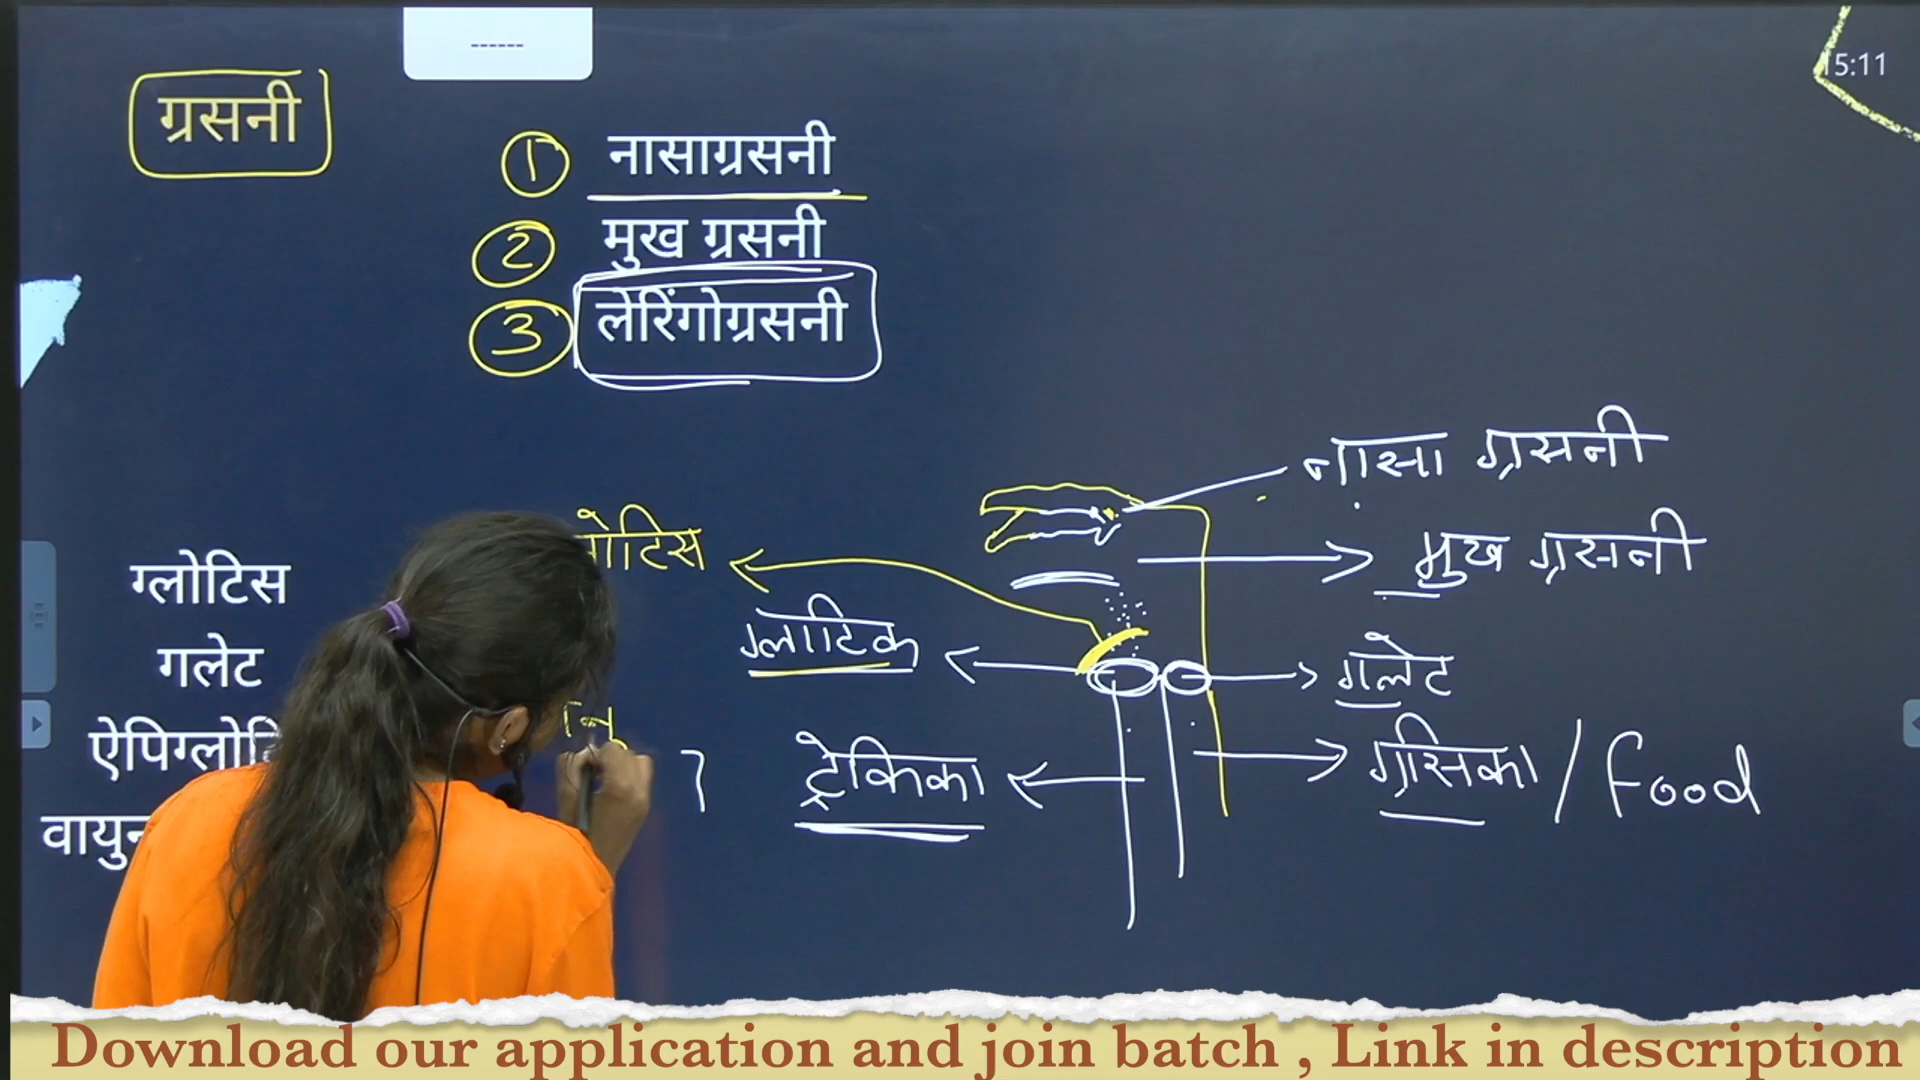 ------
15:11
ग्रसनी
1 नासाग्रसनी
2 मुख ग्रसनी
3 लेरिंगोग्रसनी
नासा ग्रसनी
मुख ग्रसनी
ग्लोटिस
ग्लाटिक
गलेट
गलेट
ट्रेकिका
ग्रसिका / Food
Download our application and join batch , Link in description